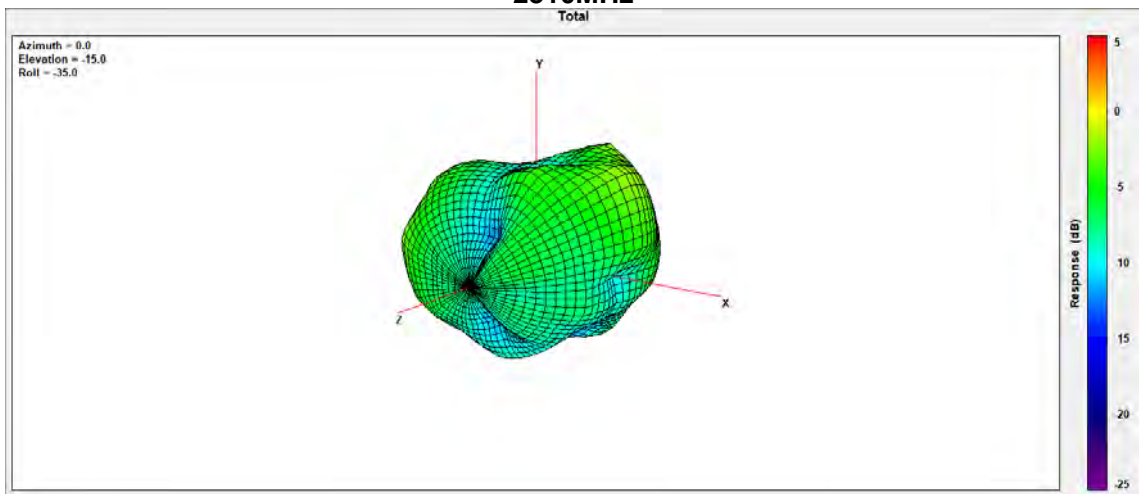 Total
Azimuth = 0.0
Elevation = -15.0
Roll = -35.0
Y
Z
X
5
0
5
10
15
-20
-25
Response (dB)